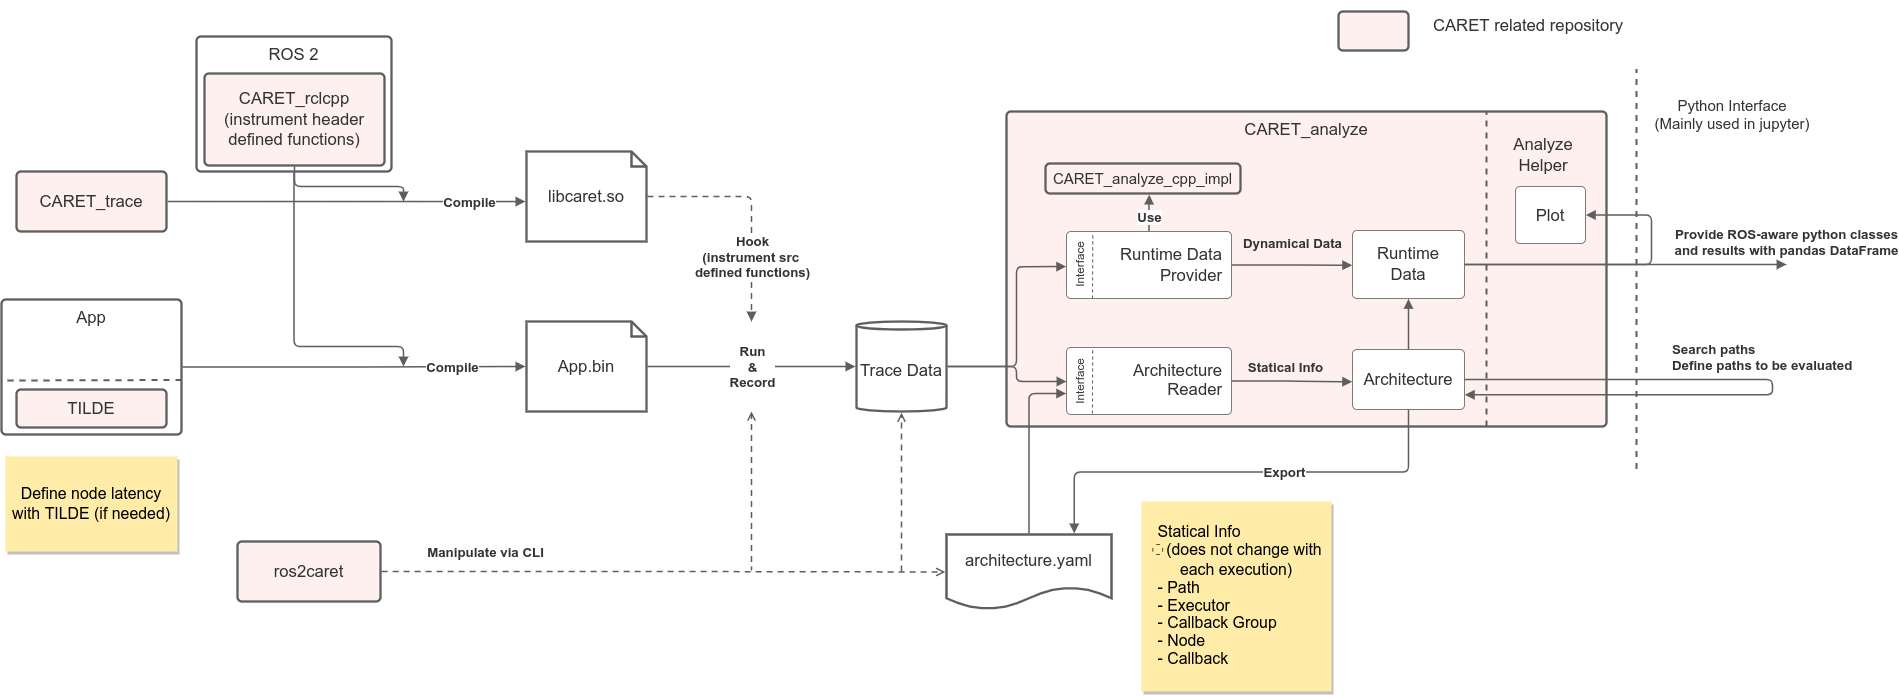 CARET related repository
ROS 2
CARET_rclcpp
(instrument header
defined functions)
CARET_trace
Compile
libcaret.so
Hook
(instrument src
defined functions)
App
TILDE
Compile
App.bin
Run
&
Record
Trace Data
Define node latency
with TILDE (if needed)
ros2caret
Manipulate via CLI
architecture.yaml
CARET_analyze
CARET_analyze_cpp_impl
Use
Interface
Runtime Data
Provider
Dynamical Data
Runtime
Data
Interface
Architecture
Reader
Statical Info
Architecture
Export
Analyze
Helper
Plot
Python Interface
(Mainly used in jupyter)
Provide ROS-aware python classes
and results with pandas DataFrame
Search paths
Define paths to be evaluated
Statical Info
(does not change with
each execution)
- Path
- Executor
- Callback Group
- Node
- Callback